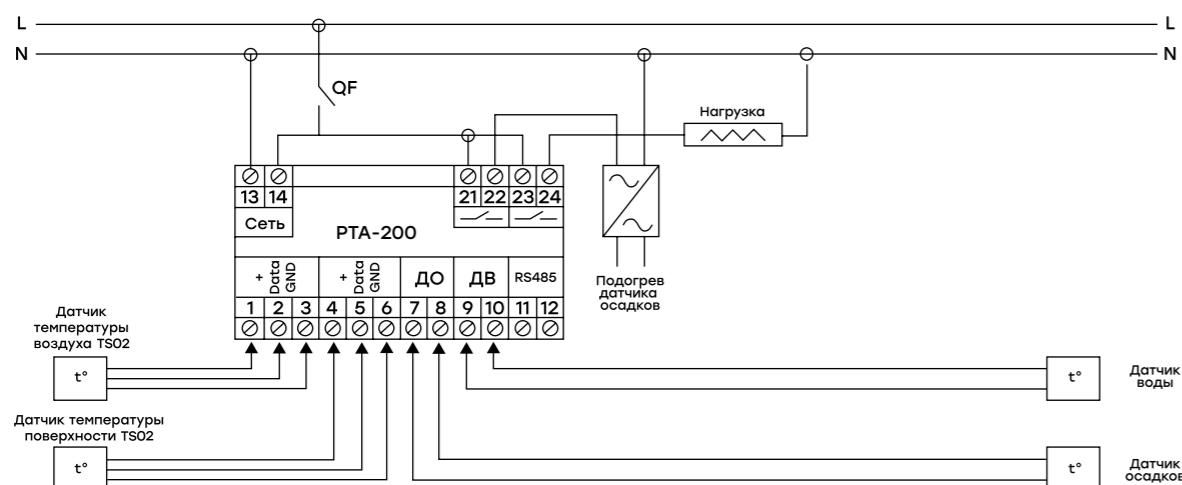 L L
N N
QF
Нагрузка
13 14 21 22 23 24
Сеть
РТА-200
Подогрев
датчика
осадков
+ Data GND + Data GND ДО ДВ RS485
1 2 3 4 5 6 7 8 9 10 11 12
Датчик
температуры
воздуха TS02
t°
t°
Датчик
воды
Датчик температуры
поверхности TS02
t°
t°
Датчик
осадков